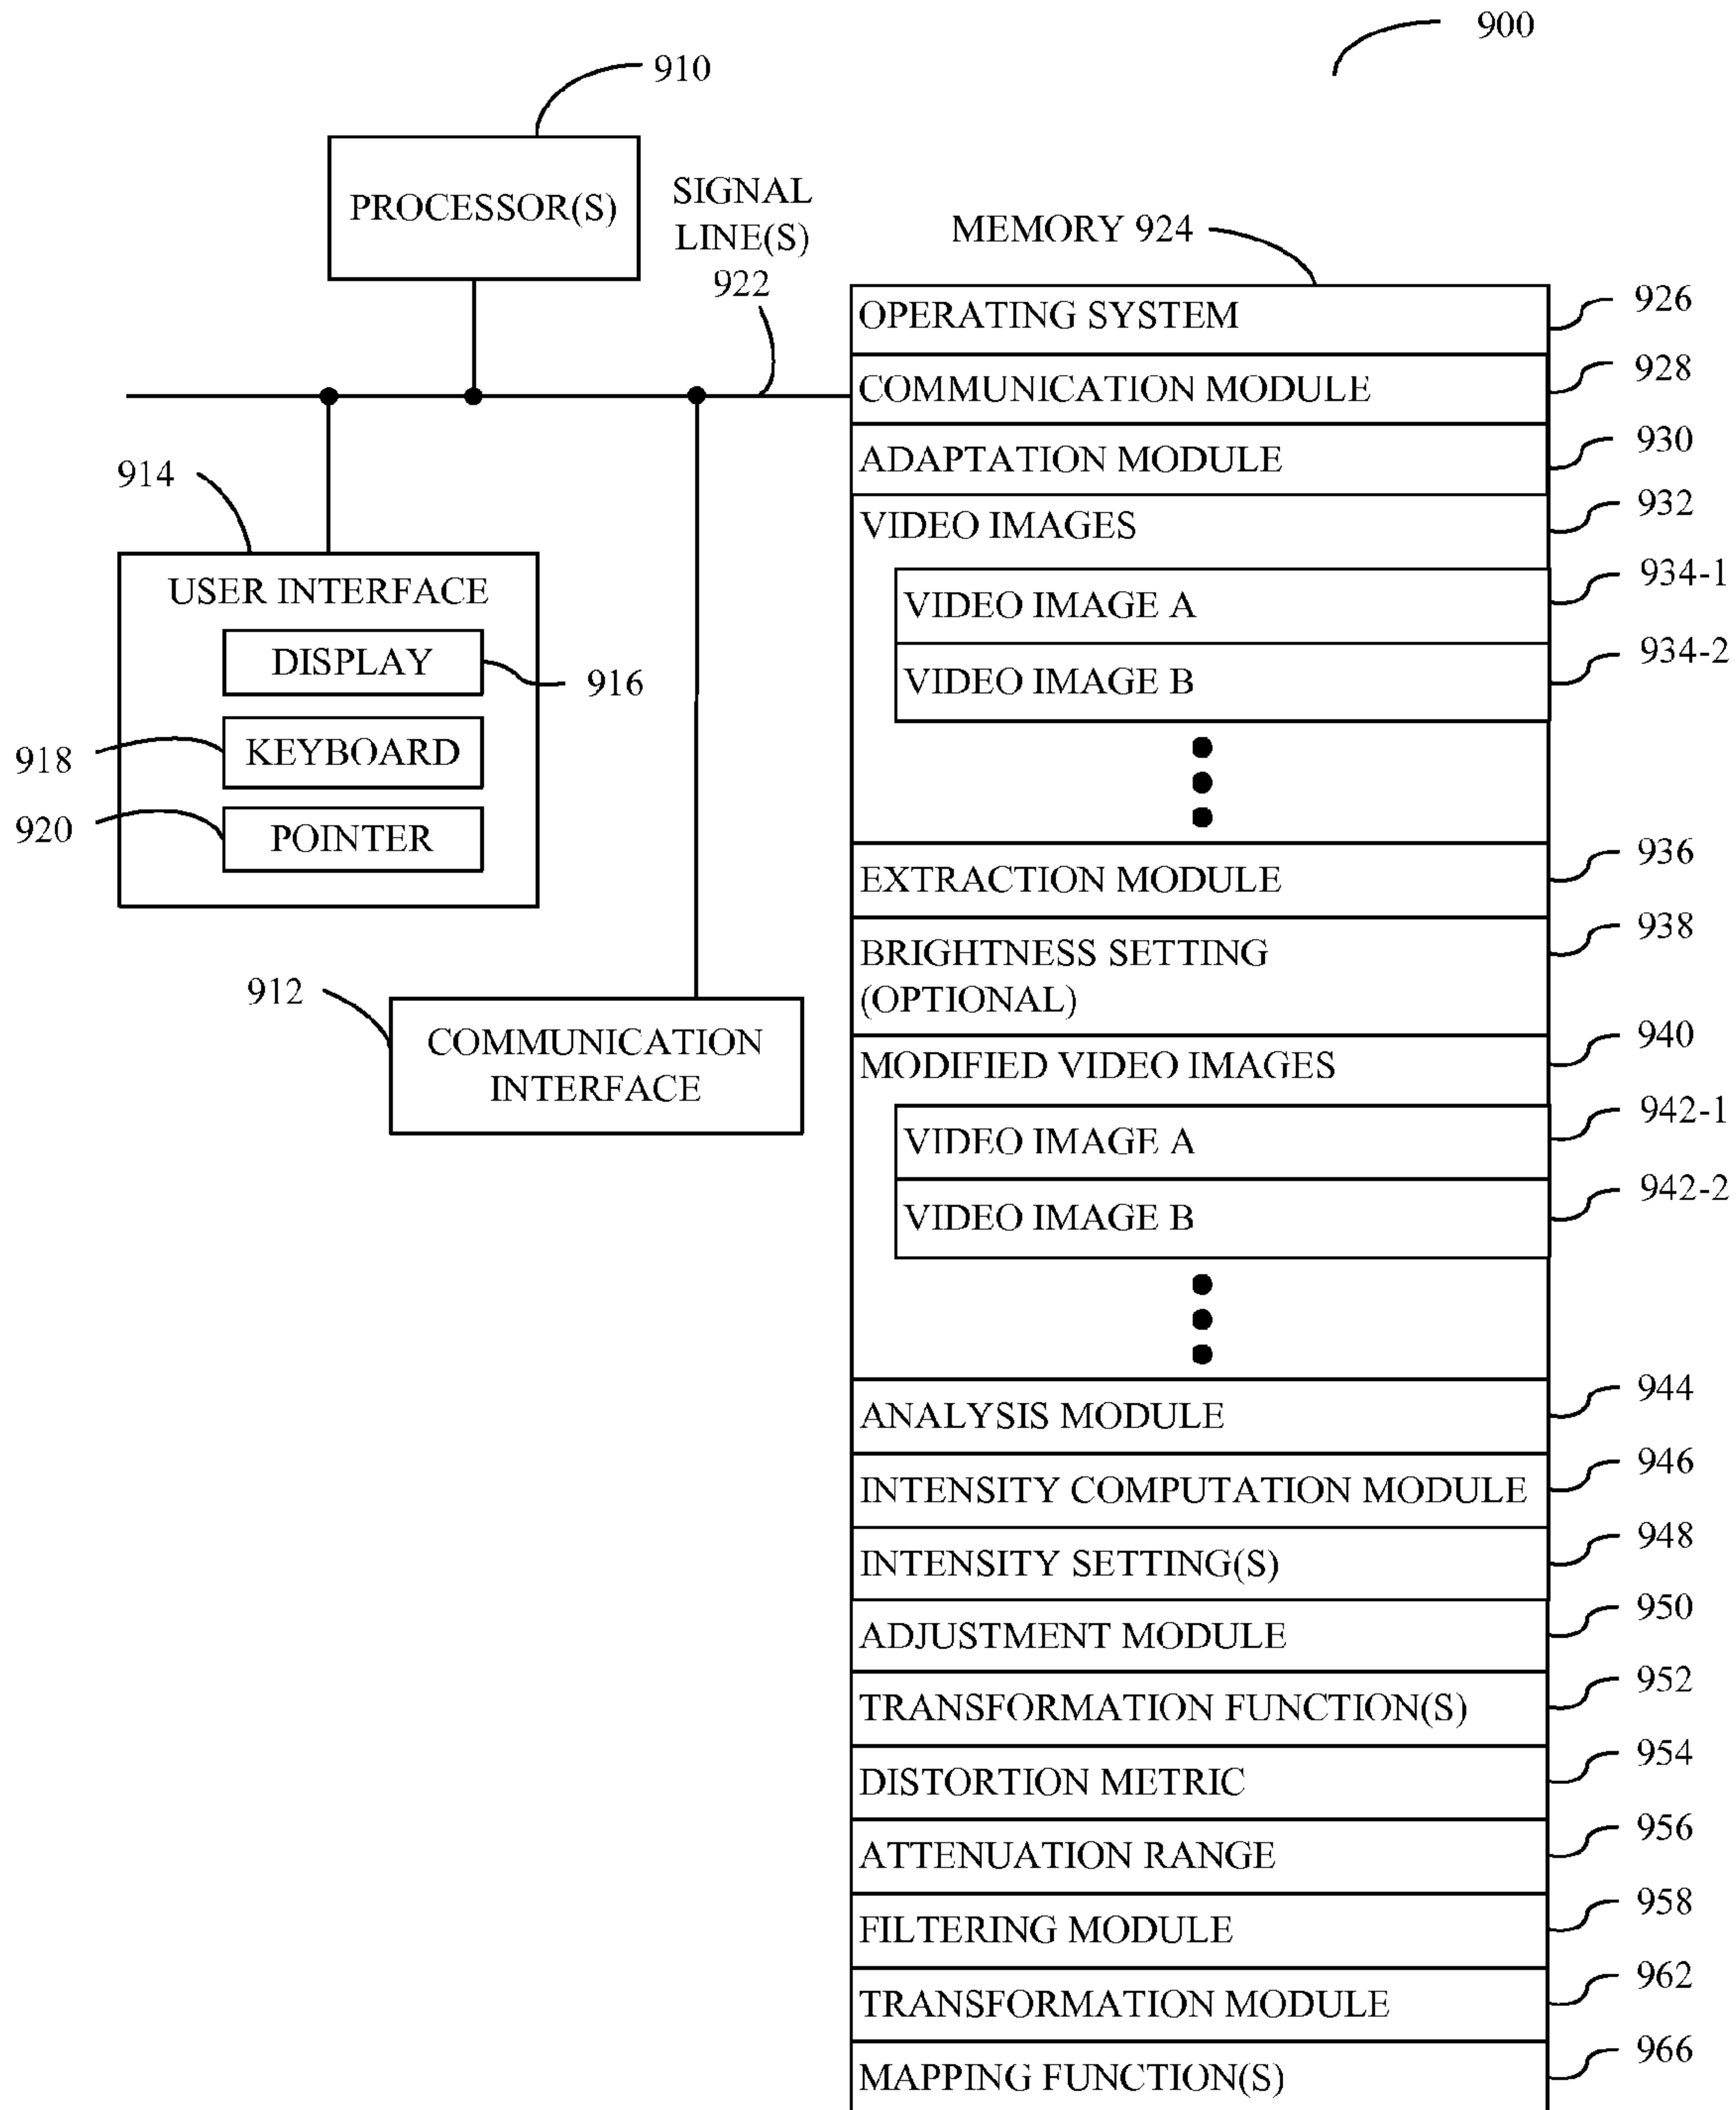 900
910
PROCESSOR(S)
SIGNAL
LINE(S)
922
MEMORY 924
OPERATING SYSTEM
926
COMMUNICATION MODULE
928
ADAPTATION MODULE
930
VIDEO IMAGES
932
VIDEO IMAGE A
934-1
VIDEO IMAGE B
934-2
914
USER INTERFACE
DISPLAY
916
918
KEYBOARD
920
POINTER
EXTRACTION MODULE
936
BRIGHTNESS SETTING
(OPTIONAL)
938
912
COMMUNICATION
INTERFACE
MODIFIED VIDEO IMAGES
940
VIDEO IMAGE A
942-1
VIDEO IMAGE B
942-2
ANALYSIS MODULE
944
INTENSITY COMPUTATION MODULE
946
INTENSITY SETTING(S)
948
ADJUSTMENT MODULE
950
TRANSFORMATION FUNCTION(S)
952
DISTORTION METRIC
954
ATTENUATION RANGE
956
FILTERING MODULE
958
TRANSFORMATION MODULE
962
MAPPING FUNCTION(S)
966